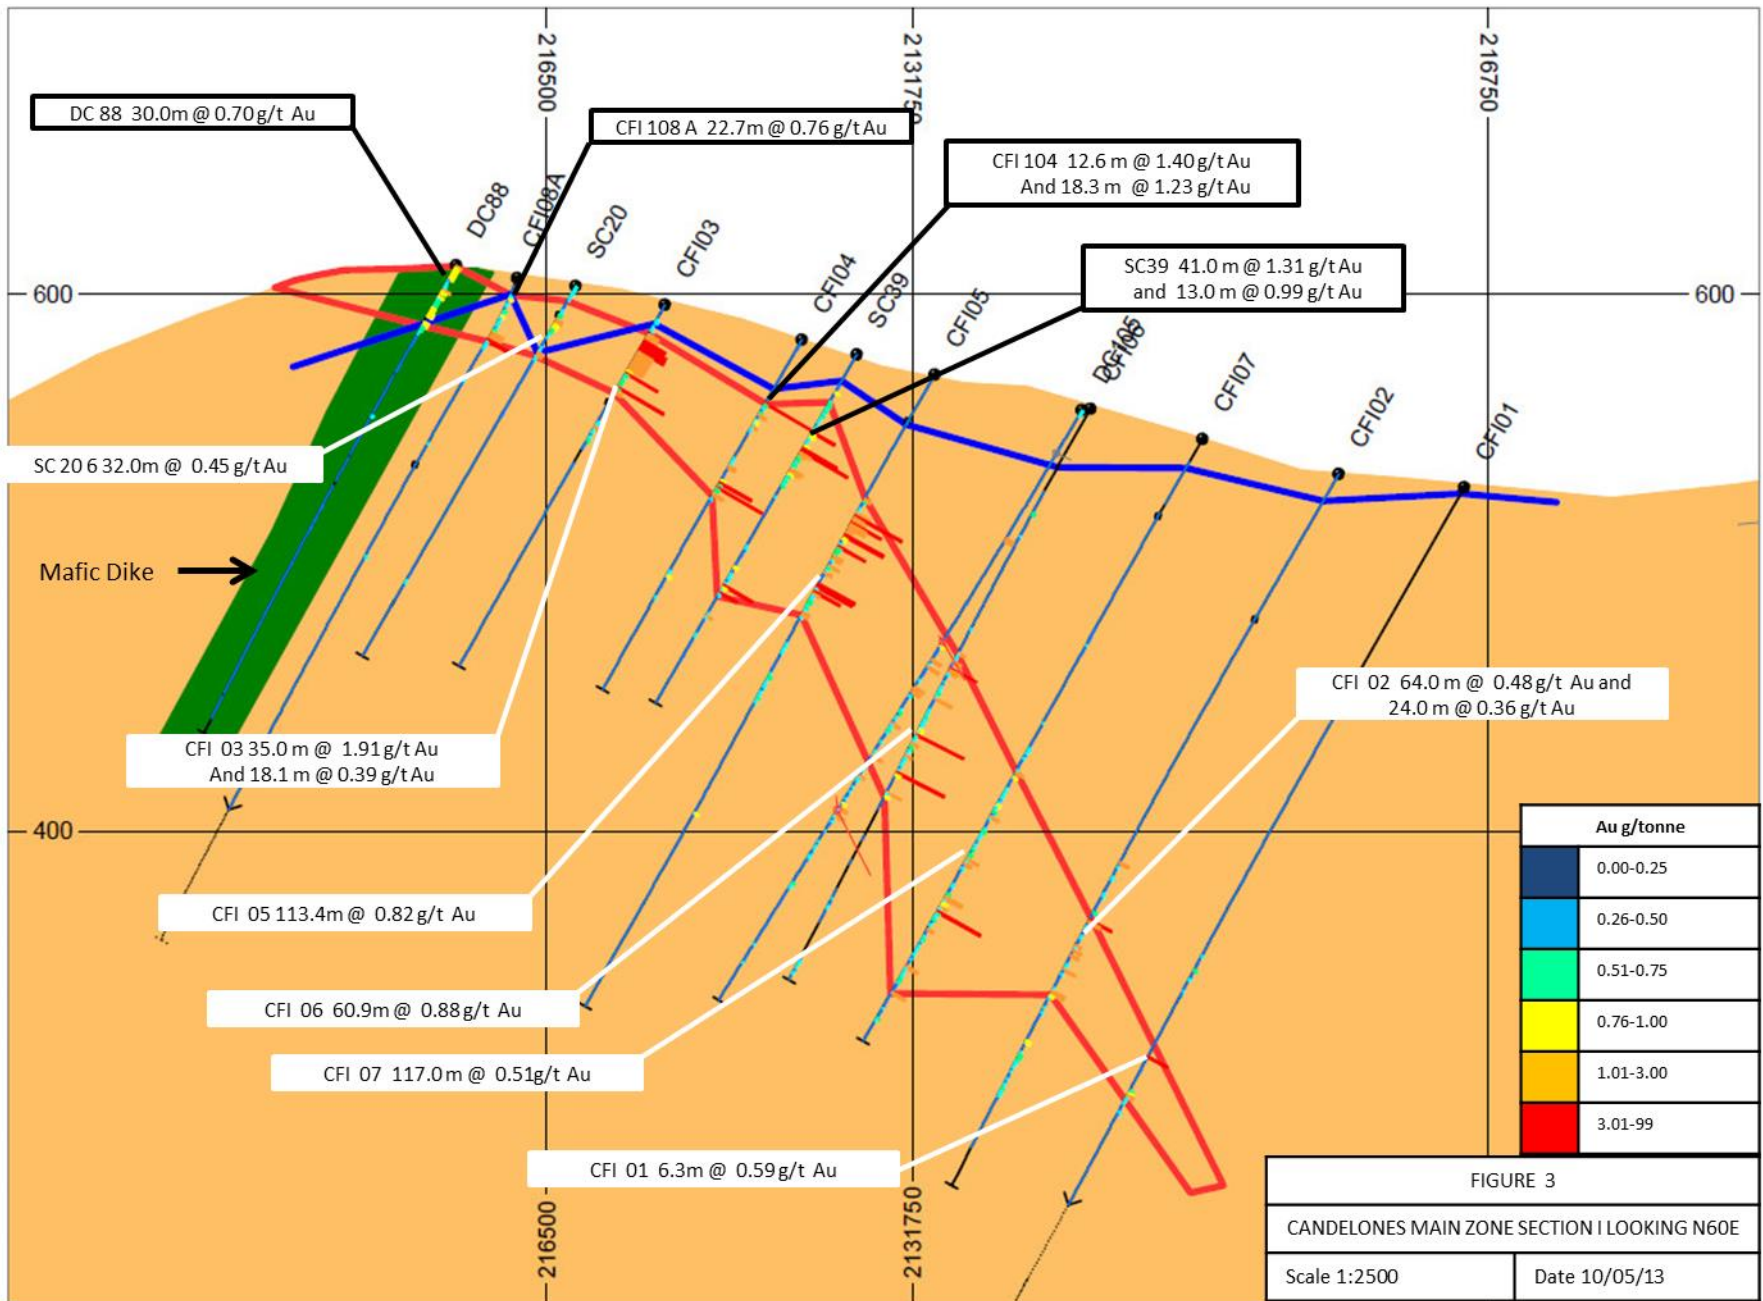 216500
2131750
216750
DC 88 30.0m @ 0.70 g/t Au
CFI 108 A 22.7m @ 0.76 g/t Au
CFI 104 12.6 m @ 1.40 g/t Au
And 18.3 m @ 1.23 g/t Au
SC39 41.0 m @ 1.31 g/t Au
and 13.0 m @ 0.99 g/t Au
DC88
CFI08A
SC20
CFI03
CFI04
SC39
CFI05
DC105
CFI06
CFI07
CFI02
CFI01
600
600
SC 20 6 32.0m @ 0.45 g/t Au
Mafic Dike
CFI 02 64.0 m @ 0.48 g/t Au and
24.0 m @ 0.36 g/t Au
CFI 03 35.0 m @ 1.91 g/t Au
And 18.1 m @ 0.39 g/t Au
400
400
CFI 05 113.4m @ 0.82 g/t Au
CFI 06 60.9m @ 0.88 g/t Au
CFI 07 117.0m @ 0.51g/t Au
CFI 01 6.3m @ 0.59 g/t Au
Au g/tonne
0.00-0.25
0.26-0.50
0.51-0.75
0.76-1.00
1.01-3.00
3.01-99
216500
2131750
FIGURE 3
CANDELONES MAIN ZONE SECTION I LOOKING N60E
Scale 1:2500
Date 10/05/13